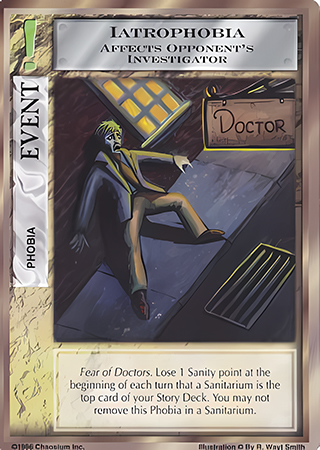 IATROPHOBIA
AFFECTS OPPONENT'S
INVESTIGATOR
EVENT!
PHOBIA
DOCTOR
Fear of Doctors. Lose 1 Sanity point at the
beginning of each turn that a Sanitarium is the
top card of your Story Deck. You may not
remove this Phobia in a Sanitarium.
©1996 Chaosium Inc.
Illustration © By R. Wayt Smith